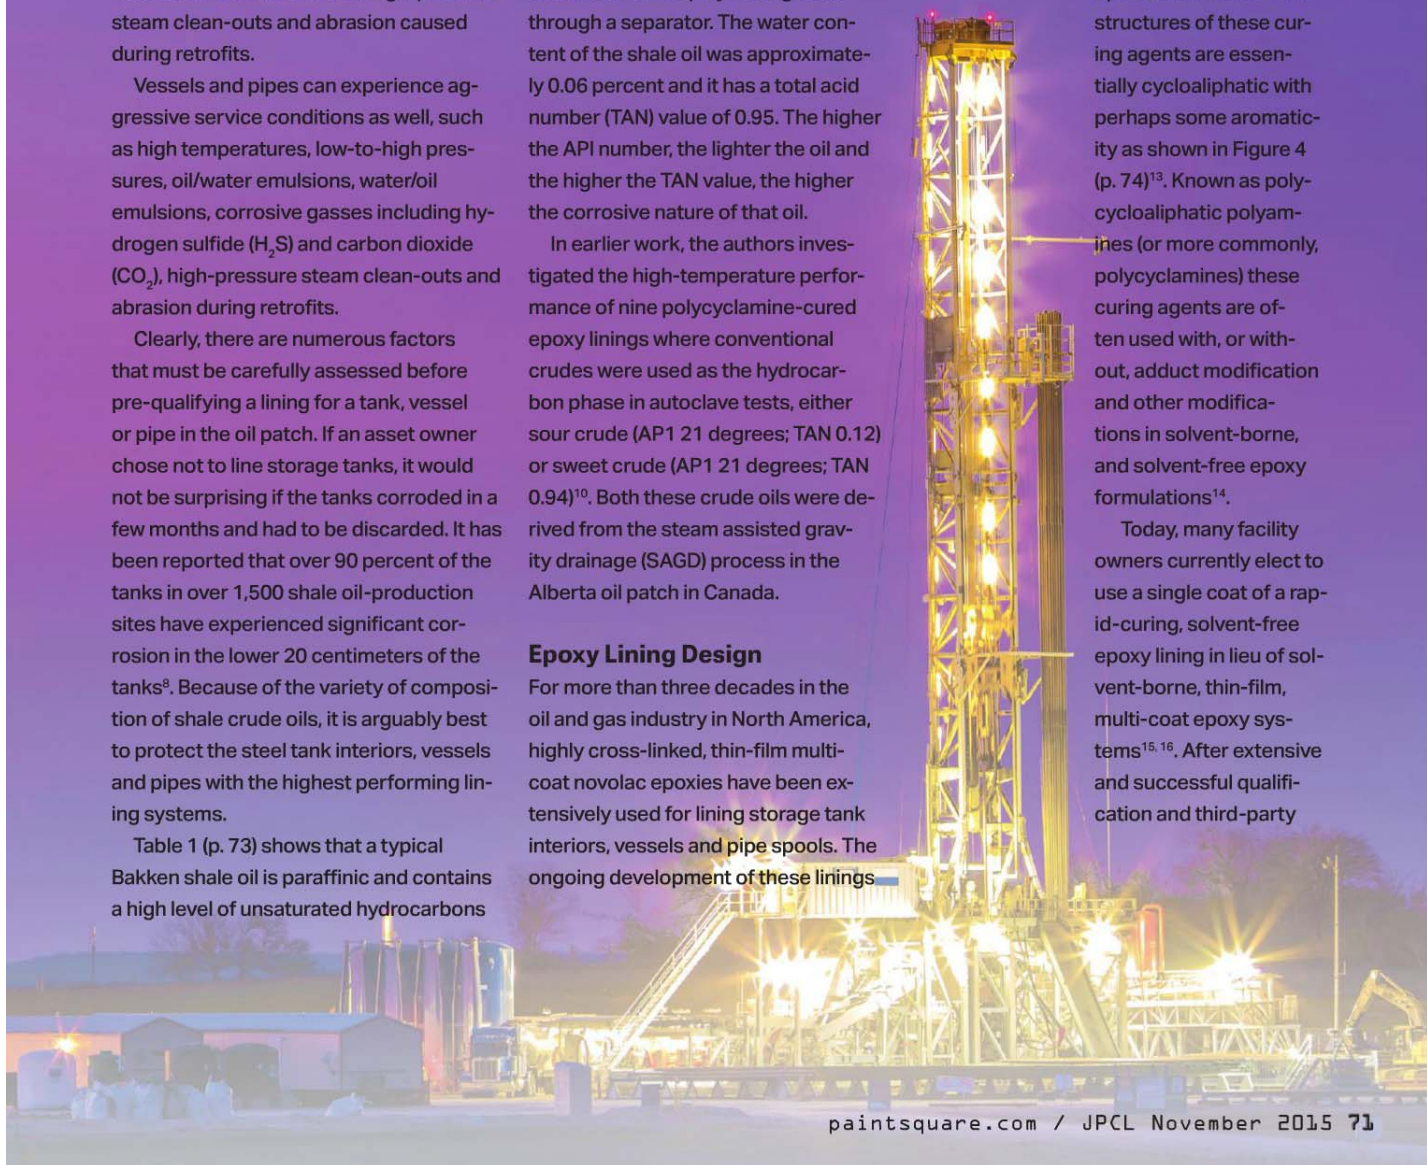 steam clean-outs and abrasion caused
during retrofits.
Vessels and pipes can experience ag-
gressive service conditions as well, such
as high temperatures, low-to-high pres-
sures, oil/water emulsions, water/oil
emulsions, corrosive gasses including hy-
drogen sulfide (H₂S) and carbon dioxide
(CO₂), high-pressure steam clean-outs and
abrasion during retrofits.
Clearly, there are numerous factors
that must be carefully assessed before
pre-qualifying a lining for a tank, vessel
or pipe in the oil patch. If an asset owner
chose not to line storage tanks, it would
not be surprising if the tanks corroded in a
few months and had to be discarded. It has
been reported that over 90 percent of the
tanks in over 1,500 shale oil-production
sites have experienced significant cor-
rosion in the lower 20 centimeters of the
tanks⁸. Because of the variety of composi-
tion of shale crude oils, it is arguably best
to protect the steel tank interiors, vessels
and pipes with the highest performing lin-
ing systems.
Table 1 (p. 73) shows that a typical
Bakken shale oil is paraffinic and contains
a high level of unsaturated hydrocarbons
through a separator. The water con-
tent of the shale oil was approximate-
ly 0.06 percent and it has a total acid
number (TAN) value of 0.95. The higher
the API number, the lighter the oil and
the higher the TAN value, the higher
the corrosive nature of that oil.
In earlier work, the authors inves-
tigated the high-temperature perfor-
mance of nine polycyclamine-cured
epoxy linings where conventional
crudes were used as the hydrocar-
bon phase in autoclave tests, either
sour crude (AP1 21 degrees; TAN 0.12)
or sweet crude (AP1 21 degrees; TAN
0.94)¹⁰. Both these crude oils were de-
rived from the steam assisted grav-
ity drainage (SAGD) process in the
Alberta oil patch in Canada.
Epoxy Lining Design
For more than three decades in the
oil and gas industry in North America,
highly cross-linked, thin-film multi-
coat novolac epoxies have been ex-
tensively used for lining storage tank
interiors, vessels and pipe spools. The
ongoing development of these linings
structures of these cur-
ing agents are essen-
tially cycloaliphatic with
perhaps some aromatic-
ity as shown in Figure 4
(p. 74)¹³. Known as poly-
cycloaliphatic polyam-
ines (or more commonly,
polycyclamines) these
curing agents are of-
ten used with, or with-
out, adduct modification
and other modifica-
tions in solvent-borne,
and solvent-free epoxy
formulations¹⁴.
Today, many facility
owners currently elect to
use a single coat of a rap-
id-curing, solvent-free
epoxy lining in lieu of sol-
vent-borne, thin-film,
multi-coat epoxy sys-
tems¹⁵, ¹⁶. After extensive
and successful qualifi-
cation and third-party
paintsquare.com / JPCL November 2015 71